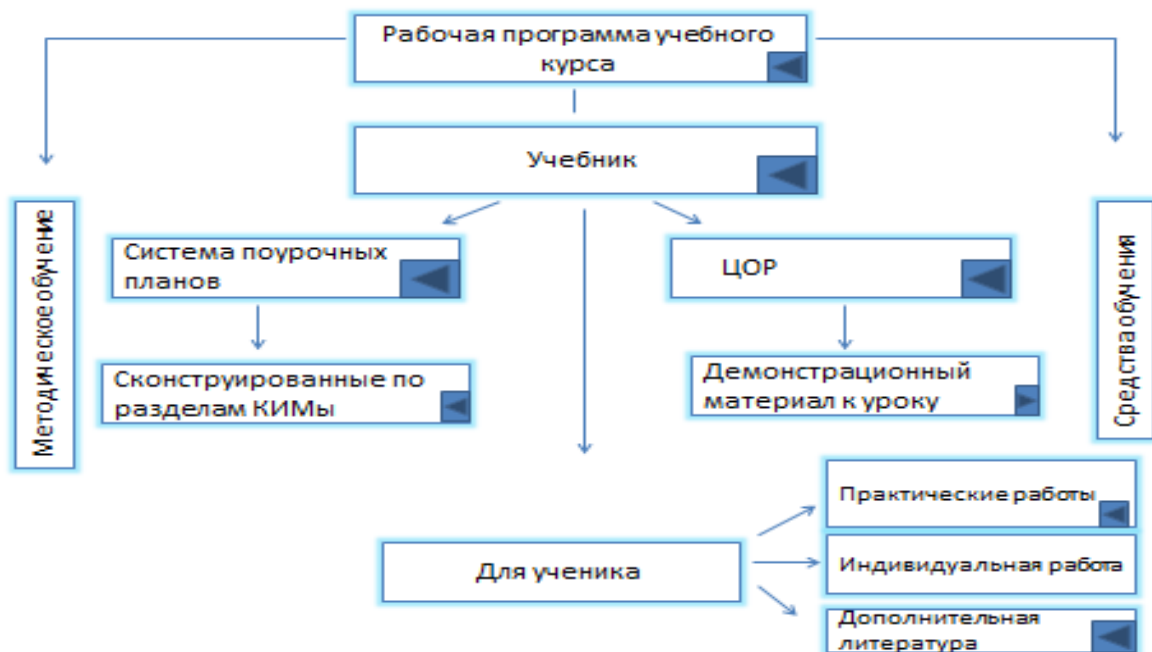 Рабочая программа учебного
курса
Учебник
Методическое обучение
Система поурочных
планов
ЦОР
Средства обучения
Сконструированные по
разделам КИМы
Демонстрационный
материал к уроку
Для ученика
Практические работы
Индивидуальная работа
Дополнительная
литература